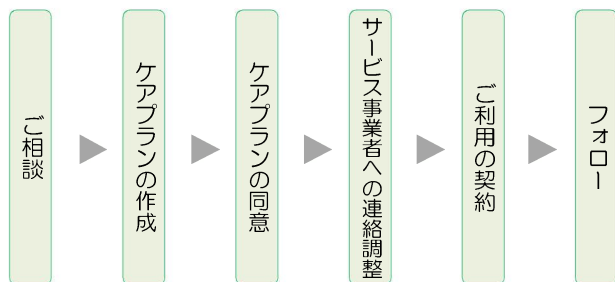 ご相談
ケアプランの作成
ケアプランの同意
サービス事業者への連絡調整
ご利用の契約
フォロー